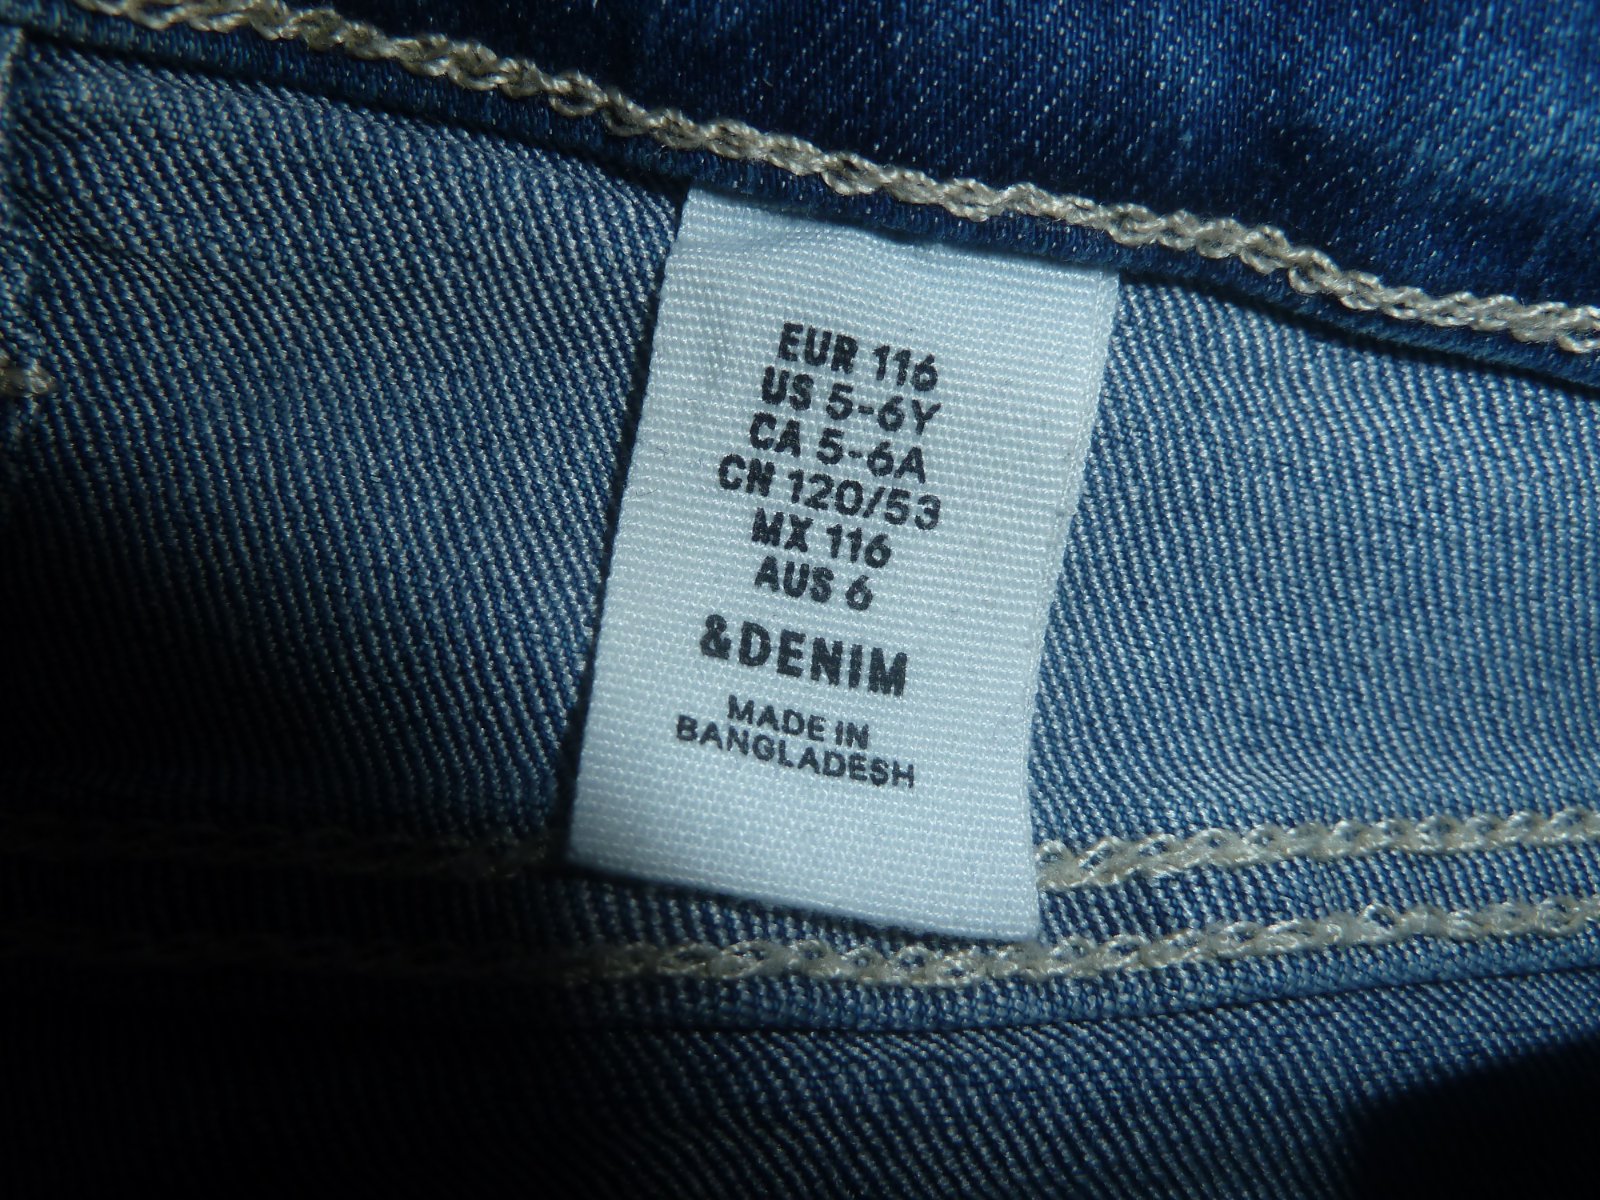 EUR 116
US 5-6Y
CA 5-6A
CN 120/53
MX 116
AUS 6
&DENIM
MADE IN
BANGLADESH